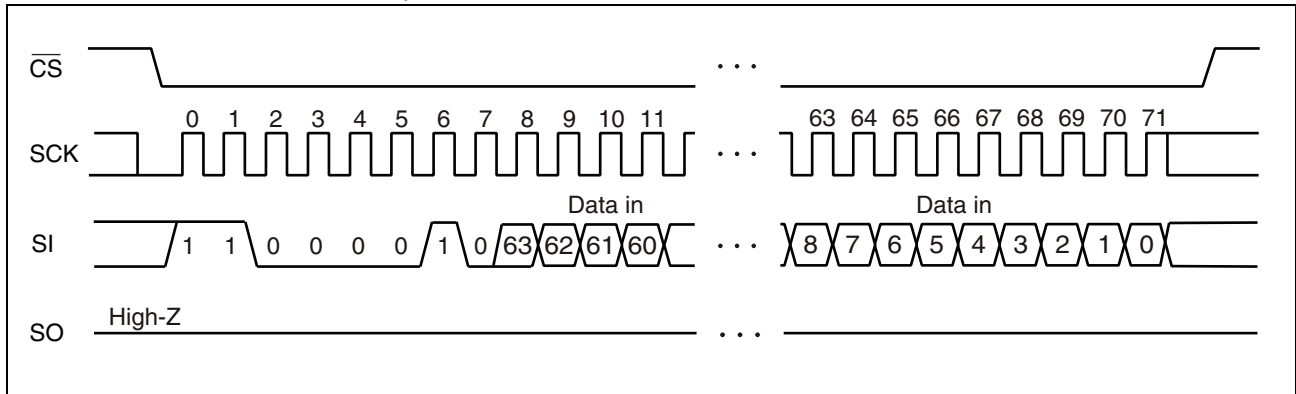 CS
0 1 2 3 4 5 6 7 8 9 10 11 ... 63 64 65 66 67 68 69 70 71
SCK ...
Data in Data in
SI 1 1 0 0 0 0 1 0 63 62 61 60 ... 8 7 6 5 4 3 2 1 0
High-Z
SO ...